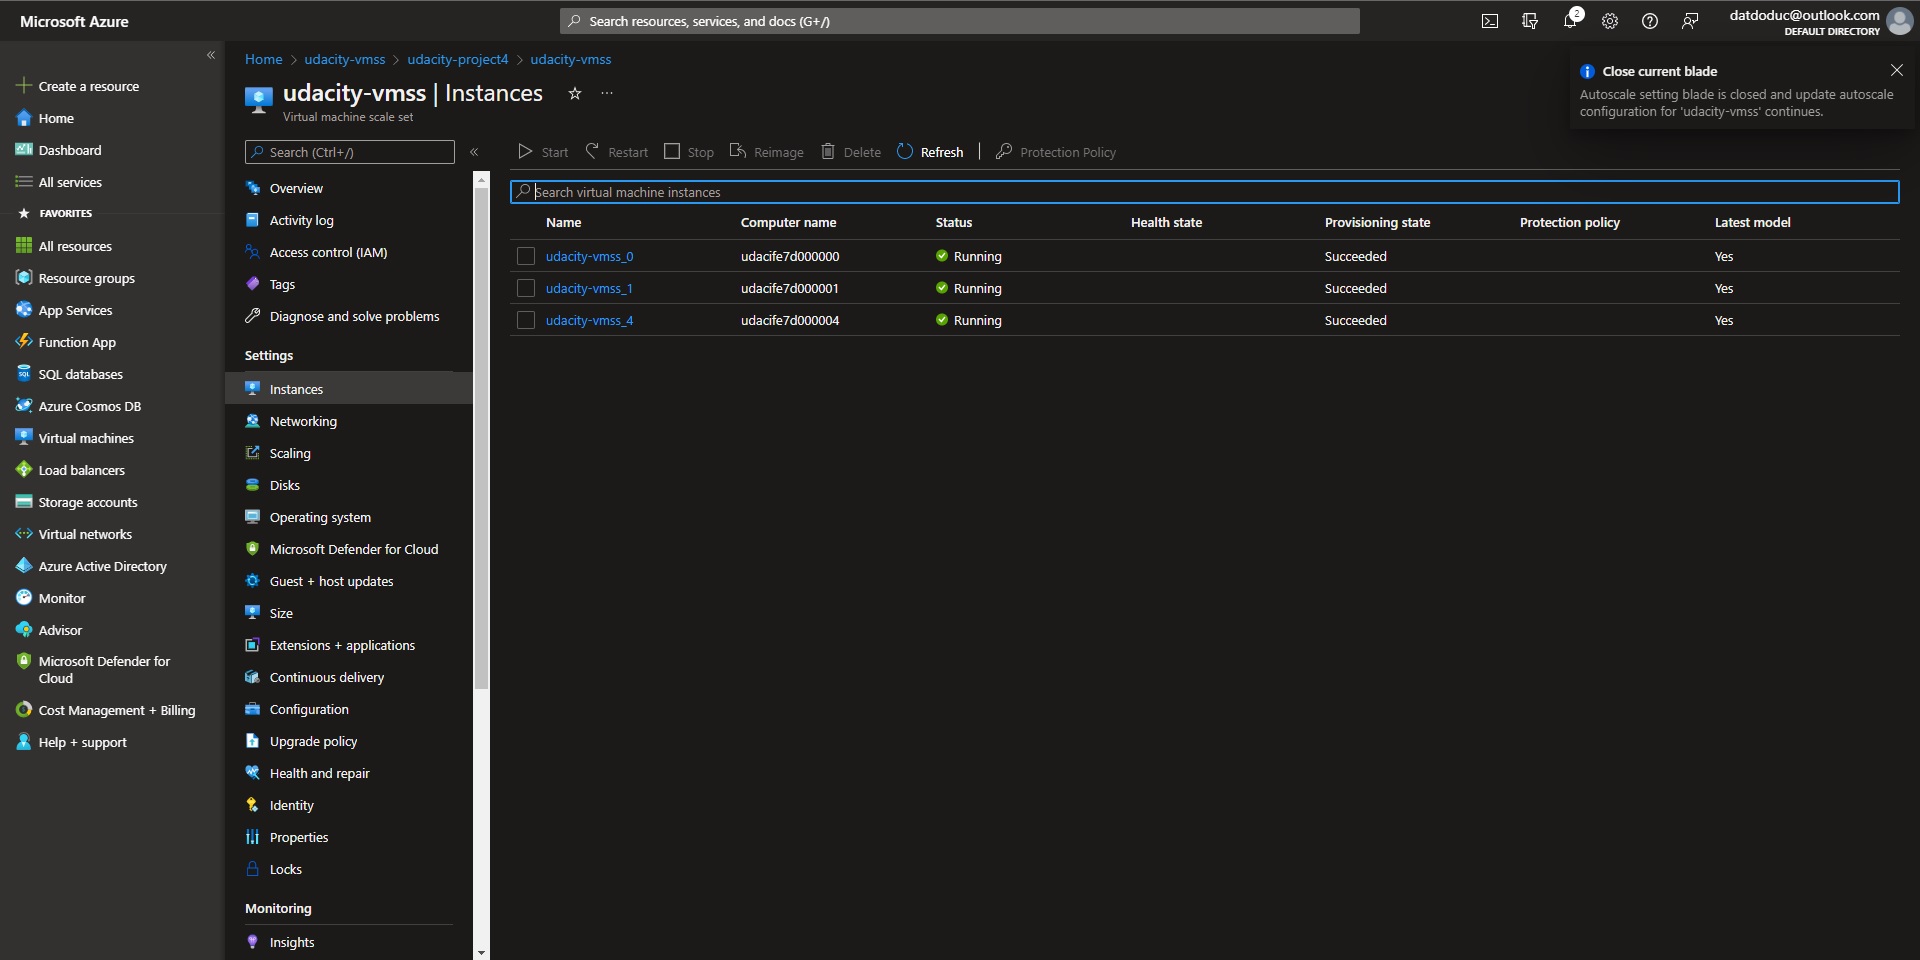 Microsoft Azure
Search resources, services, and docs (G+/)
2
datdoduc@outlook.com
DEFAULT DIRECTORY
«
Create a resource
Home
Dashboard
All services
FAVORITES
All resources
Resource groups
App Services
Function App
SQL databases
Azure Cosmos DB
Virtual machines
Load balancers
Storage accounts
Virtual networks
Azure Active Directory
Monitor
Advisor
Microsoft Defender for
Cloud
Cost Management + Billing
Help + support
Home > udacity-vmss > udacity-project4 > udacity-vmss
udacity-vmss | Instances
Virtual machine scale set
Search (Ctrl+/)
«
Overview
Activity log
Access control (IAM)
Tags
Diagnose and solve problems
Settings
Instances
Networking
Scaling
Disks
Operating system
Microsoft Defender for Cloud
Guest + host updates
Size
Extensions + applications
Continuous delivery
Configuration
Upgrade policy
Health and repair
Identity
Properties
Locks
Monitoring
Insights
Start Restart Stop Reimage Delete Refresh Protection Policy
Search virtual machine instances
Name Computer name Status Health state Provisioning state Protection policy Latest model
udacity-vmss_0 udacife7d000000 Running Succeeded Yes
udacity-vmss_1 udacife7d000001 Running Succeeded Yes
udacity-vmss_4 udacife7d000004 Running Succeeded Yes
Close current blade
Autoscale setting blade is closed and update autoscale
configuration for 'udacity-vmss' continues.